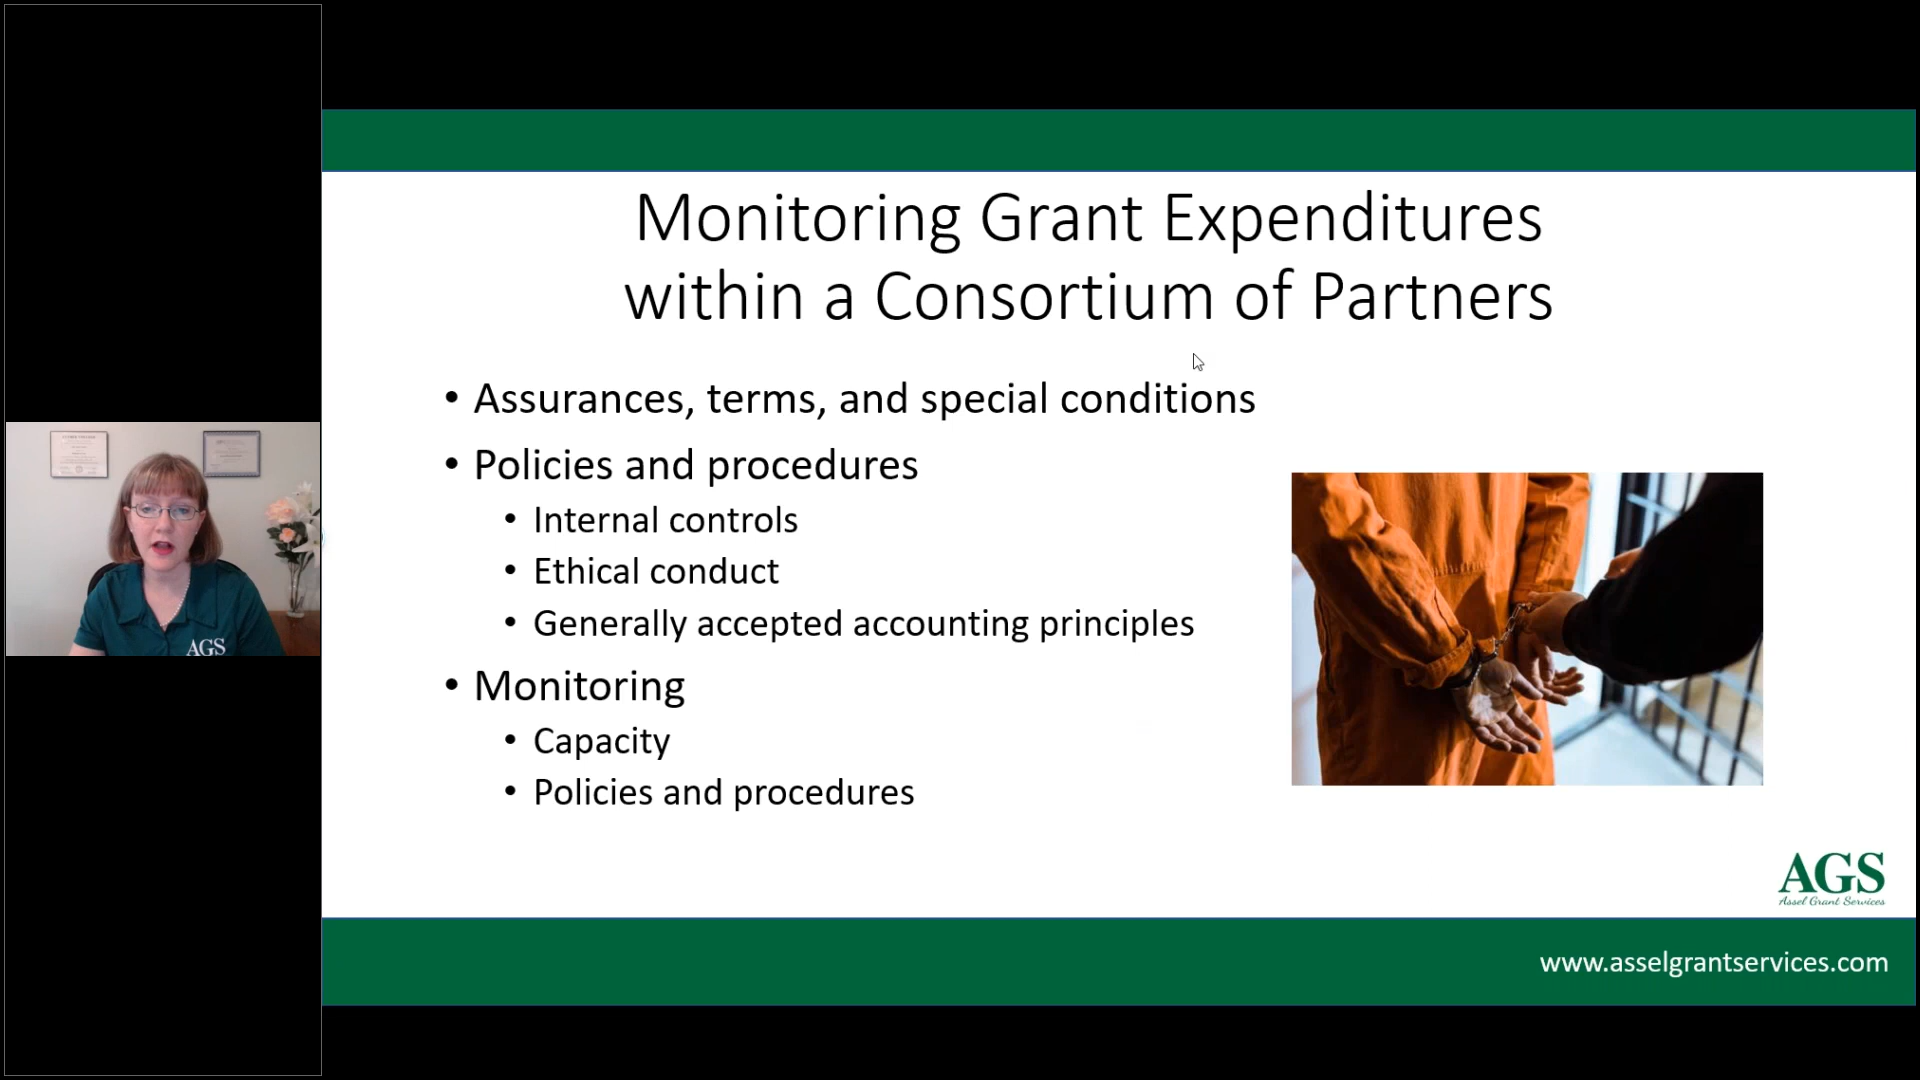 Monitoring Grant Expenditures
within a Consortium of Partners
• Assurances, terms, and special conditions
• Policies and procedures
• Internal controls
• Ethical conduct
• Generally accepted accounting principles
• Monitoring
• Capacity
• Policies and procedures
AGS
AGS
Assel Grant Services
www.asselgrantservices.com